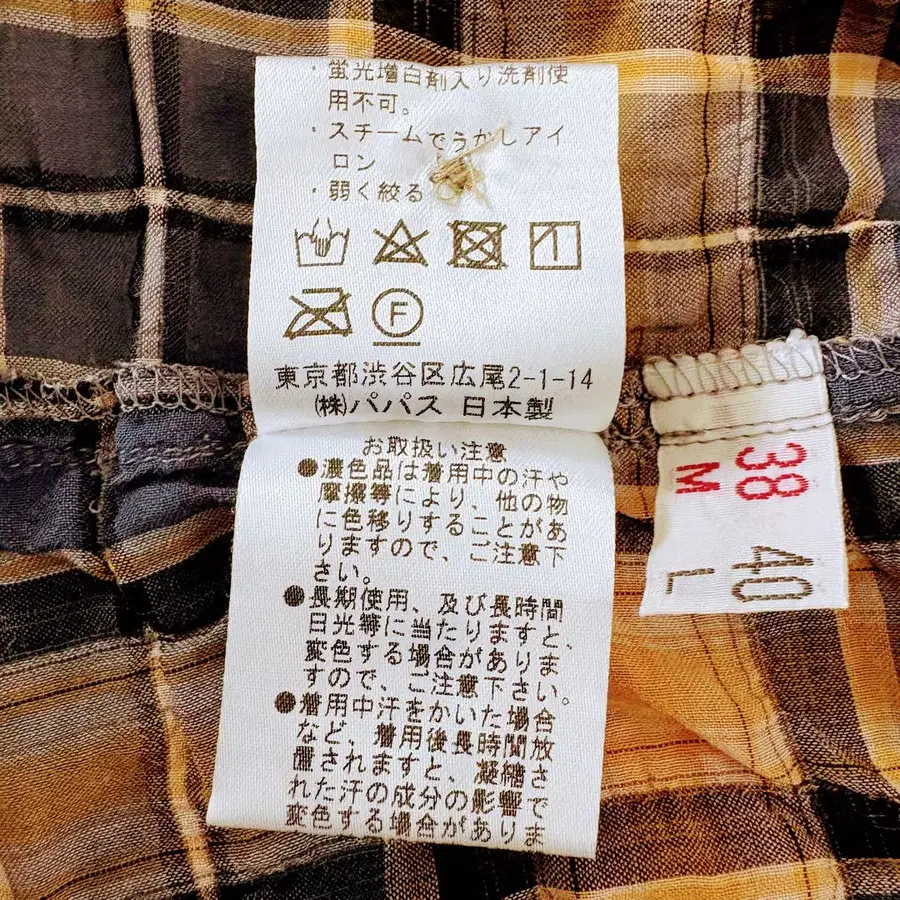 ・蛍光増白剤入り洗剤使
用不可。
・スチームでうかしアイ
ロン
・弱く絞る
1
F
東京都渋谷区広尾2-1-14
㈱パパス 日本製
お取扱い注意
●濃色品は着用中の汗や
摩擦等により、他の物
に色移りすることがあ
りますので、ご注意下
さい。
●長期使用、及び長時間
日光等に当たりますと、
変色する場合がありま
すので、ご注意下さい。
●着用中汗をかいた場合
など、着用後長時間放
置されますと、凝縮さ
れた汗の成分の影響で
変色する場合がありま
38
M
40
L